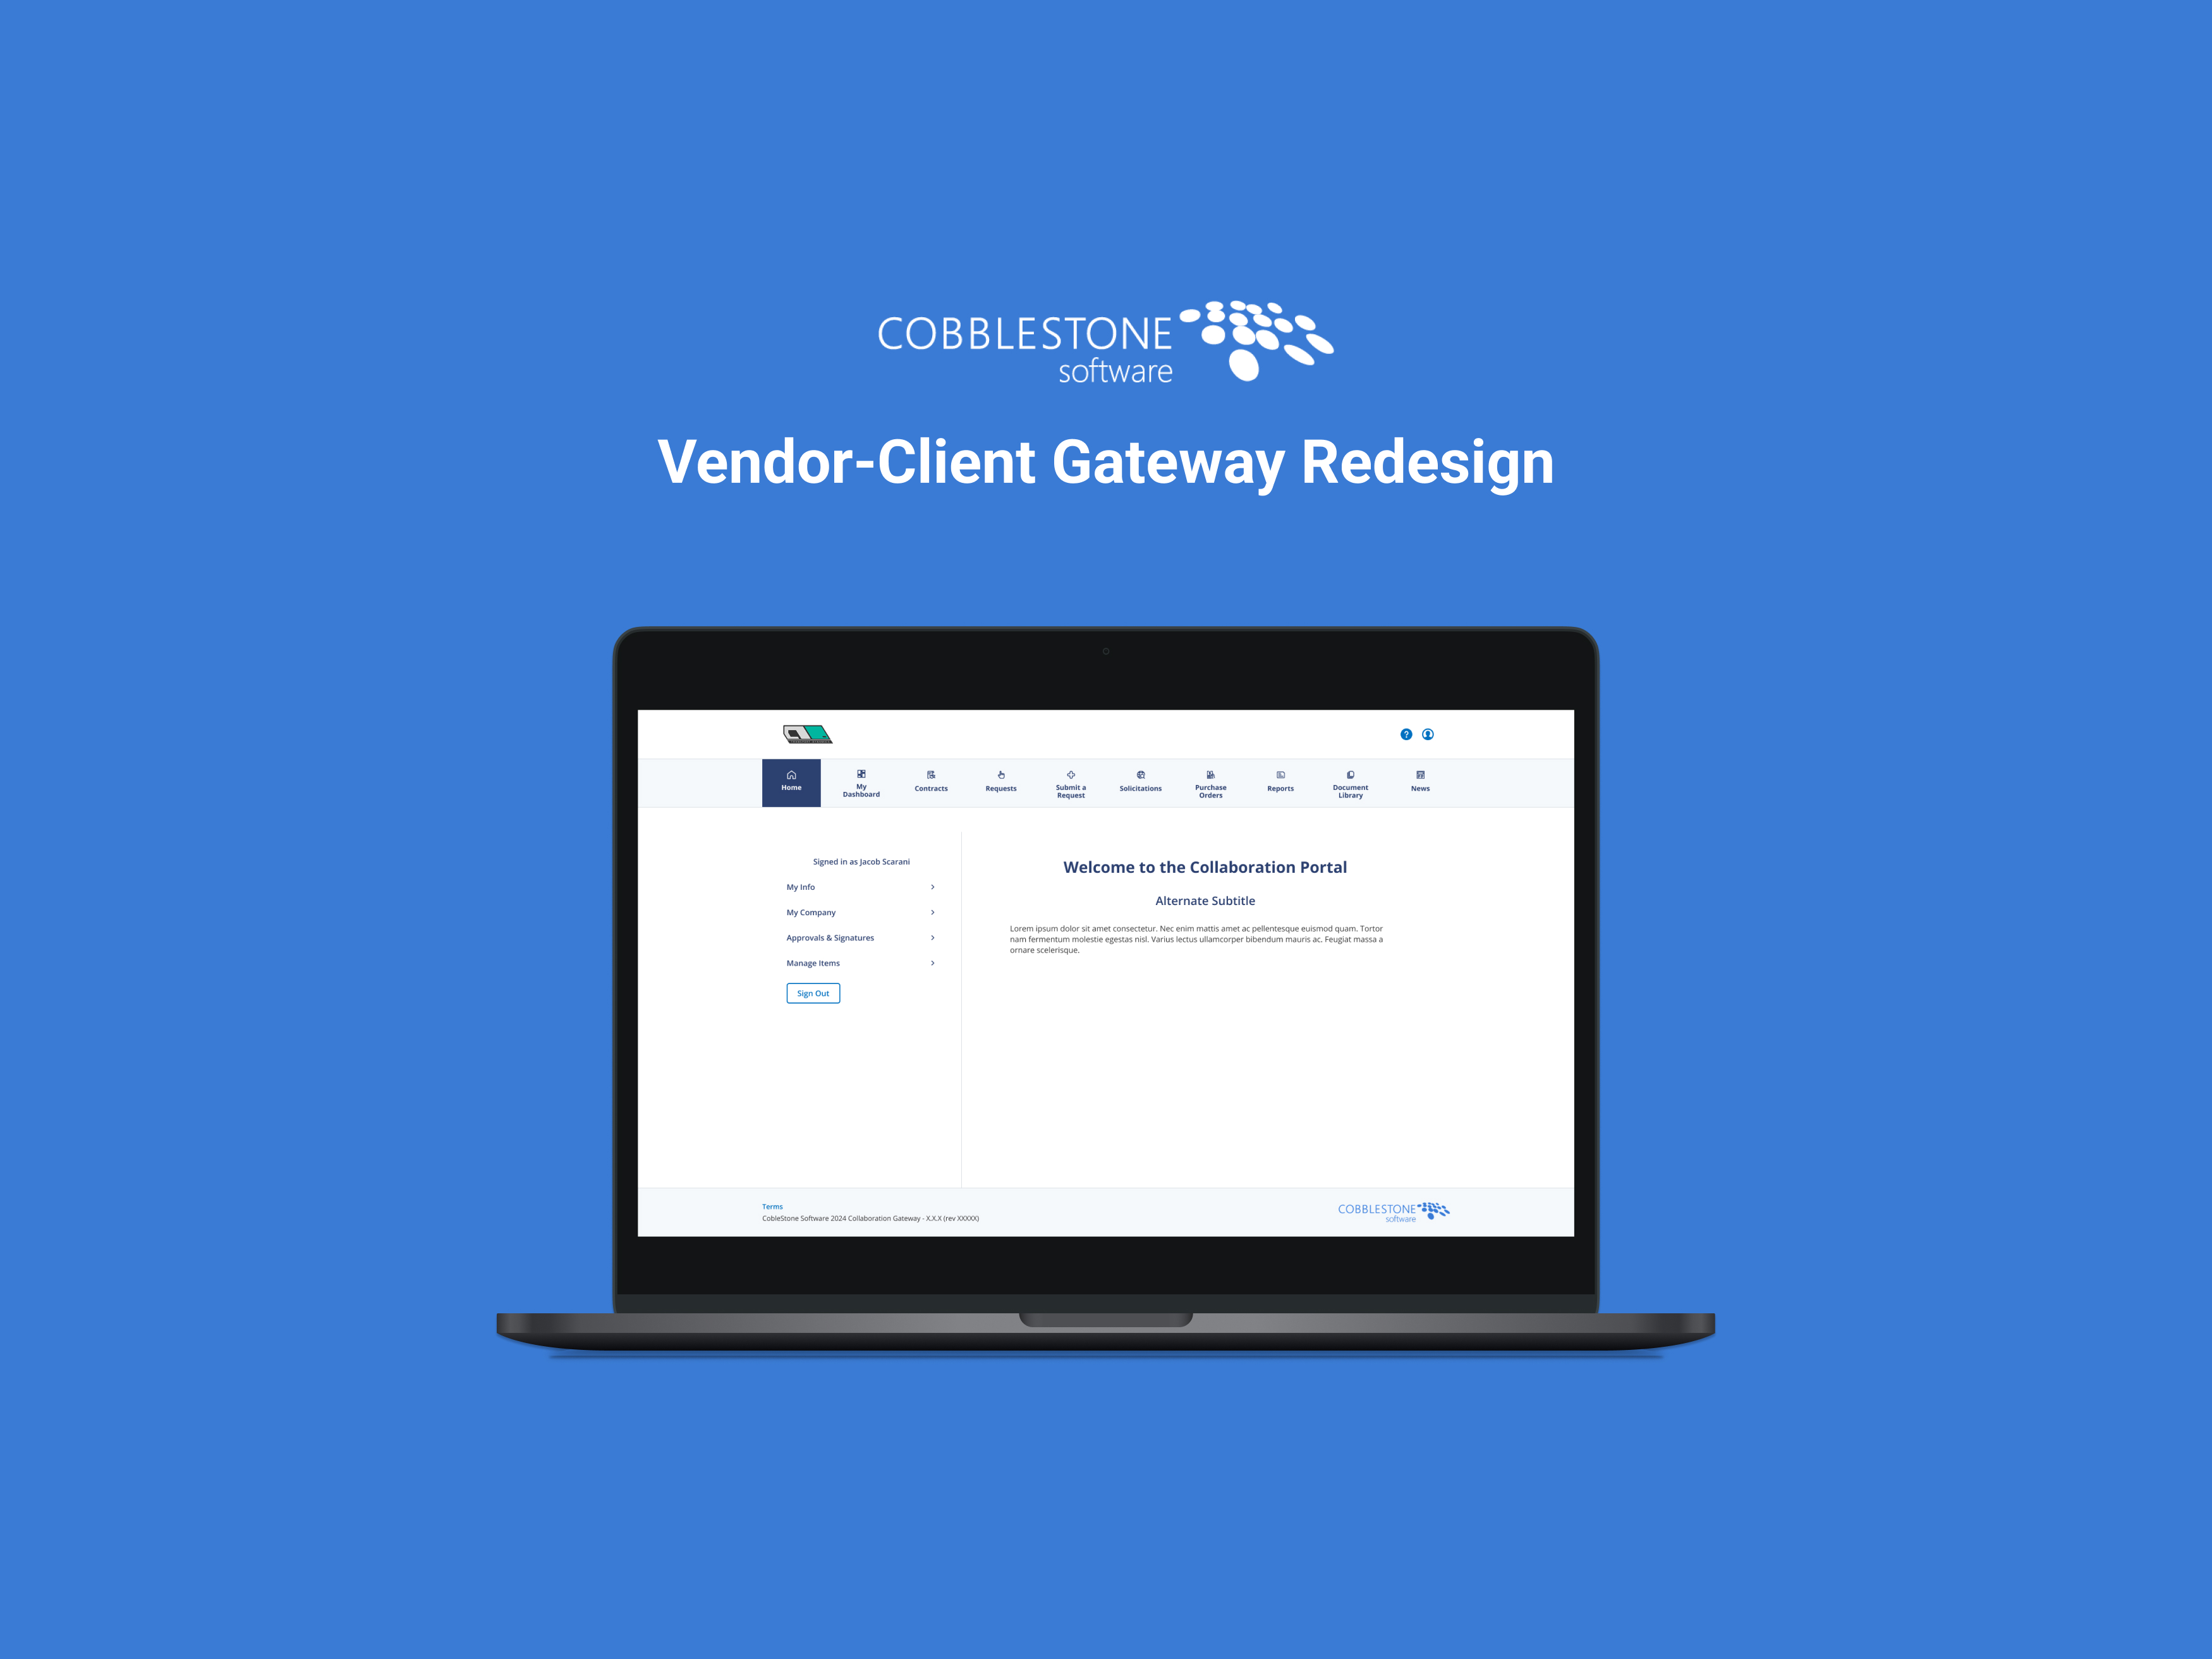 COBBLESTONE
software
Vendor-Client Gateway Redesign
?
Home
My
Dashboard
Contracts
Requests
Submit a
Request
Solicitations
Purchase
Orders
Reports
Document
Library
News
Signed in as Jacob Scarani
My Info
My Company
Approvals & Signatures
Manage Items
Sign Out
Welcome to the Collaboration Portal
Alternate Subtitle
Lorem ipsum dolor sit amet consectetur. Nec enim mattis amet ac pellentesque euismod quam. Tortor
nam fermentum molestie egestas nisl. Varius lectus ullamcorper bibendum mauris ac. Feugiat massa a
ornare scelerisque.
Terms
CobleStone Software 2024 Collaboration Gateway - X.X.X (rev XXXXX)
COBBLESTONE
software